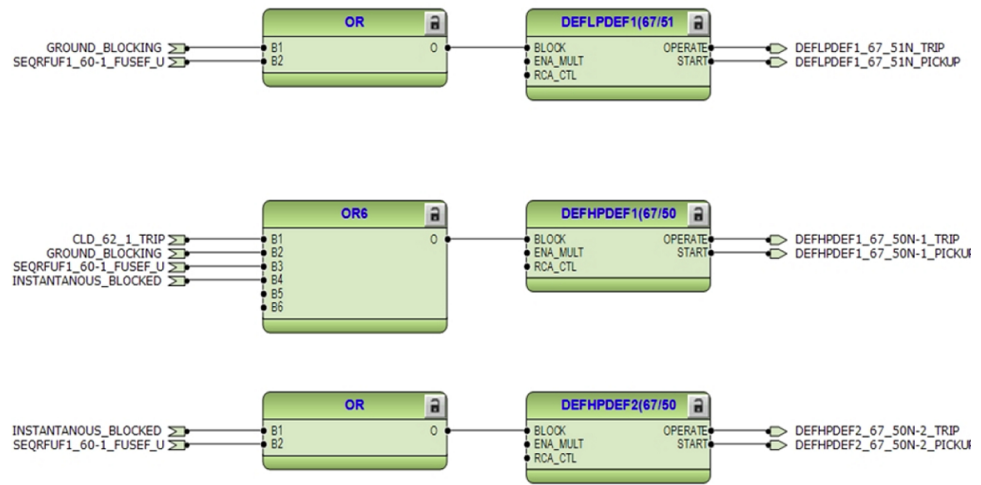 OR
DEFLPDEF1(67/51
GROUND_BLOCKING
B1
O
BLOCK
OPERATE
DEFLPDEF1_67_51N_TRIP
SEQRFUF1_60-1_FUSEF_U
B2
ENA_MULT
START
DEFLPDEF1_67_51N_PICKUP
RCA_CTL
OR6
DEFHPDEF1(67/50
CLD_62_1_TRIP
B1
O
BLOCK
OPERATE
DEFHPDEF1_67_50N-1_TRIP
GROUND_BLOCKING
B2
ENA_MULT
START
DEFHPDEF1_67_50N-1_PICKU
SEQRFUF1_60-1_FUSEF_U
B3
RCA_CTL
INSTANTANOUS_BLOCKED
B4
B5
B6
OR
DEFHPDEF2(67/50
INSTANTANOUS_BLOCKED
B1
O
BLOCK
OPERATE
DEFHPDEF2_67_50N-2_TRIP
SEQRFUF1_60-1_FUSEF_U
B2
ENA_MULT
START
DEFHPDEF2_67_50N-2_PICKU
RCA_CTL